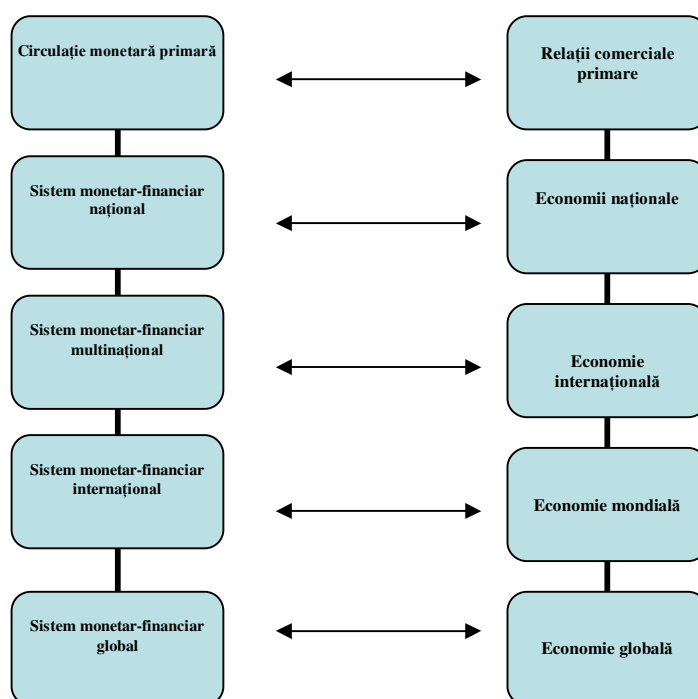 Circulație monetară primară
Relații comerciale
primare
Sistem monetar-financiar
național
Economii naționale
Sistem monetar-financiar
multinațional
Economie
internațională
Sistem monetar-financiar
internațional
Economie mondială
Sistem monetar-financiar
global
Economie globală